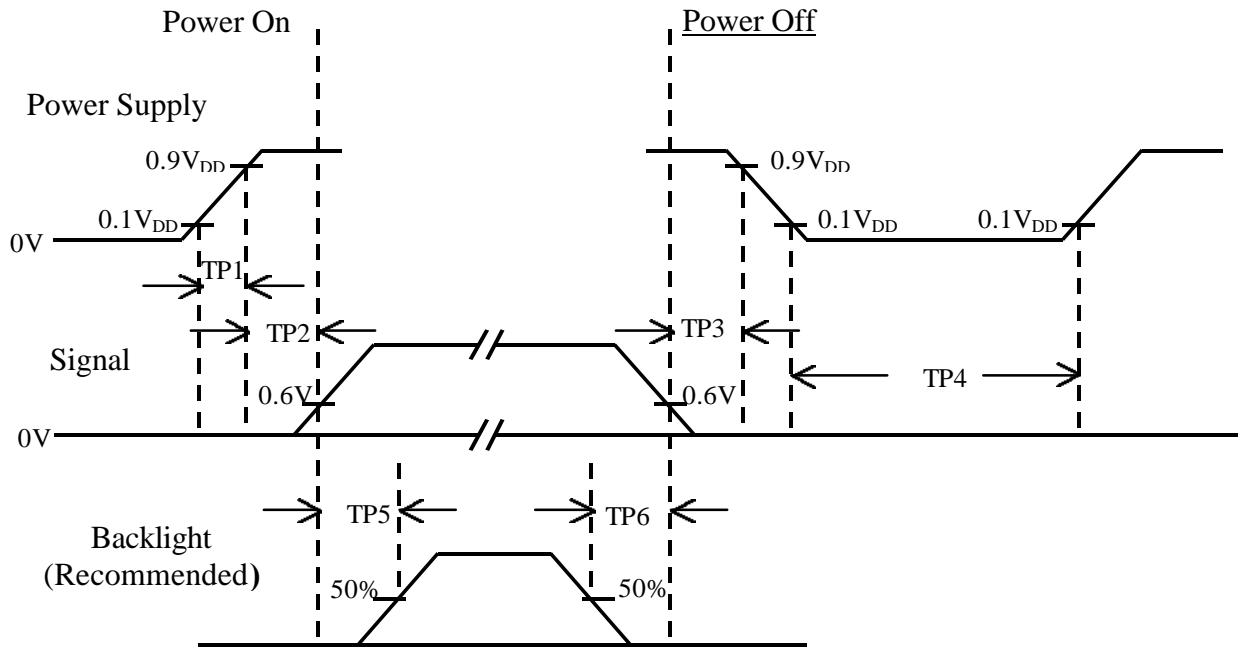 Power On
Power Off
Power Supply
0.9VDD
0.9VDD
0.1VDD
0.1VDD
0.1VDD
0V
TP1
TP2
TP3
Signal
TP4
0.6V
0.6V
0V
TP5
TP6
Backlight
(Recommended)
50%
50%